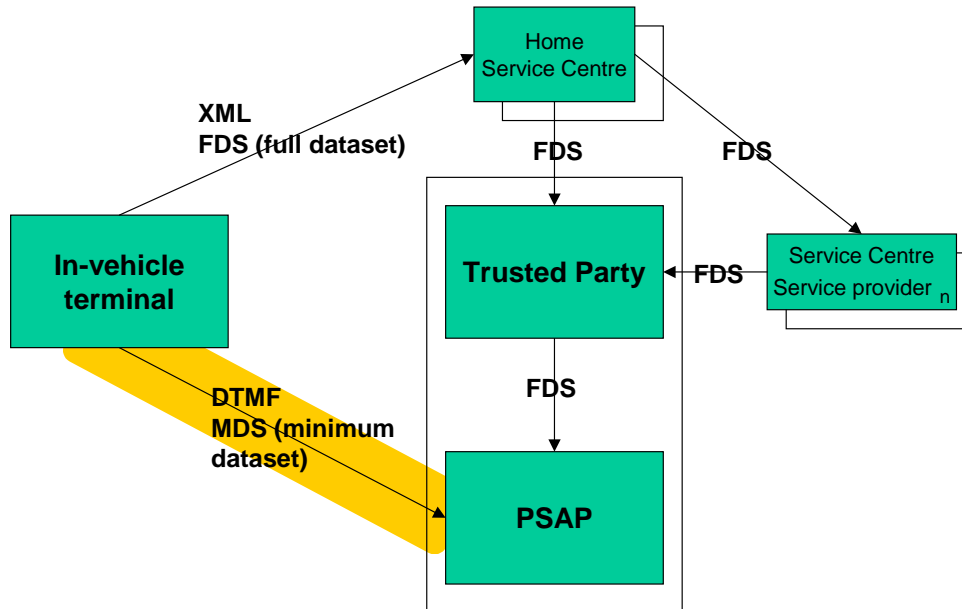 Home
Service Centre
XML
FDS (full dataset)
FDS
FDS
In-vehicle
terminal
Trusted Party
FDS
Service Centre
Service provider n
FDS
DTMF
MDS (minimum
dataset)
PSAP